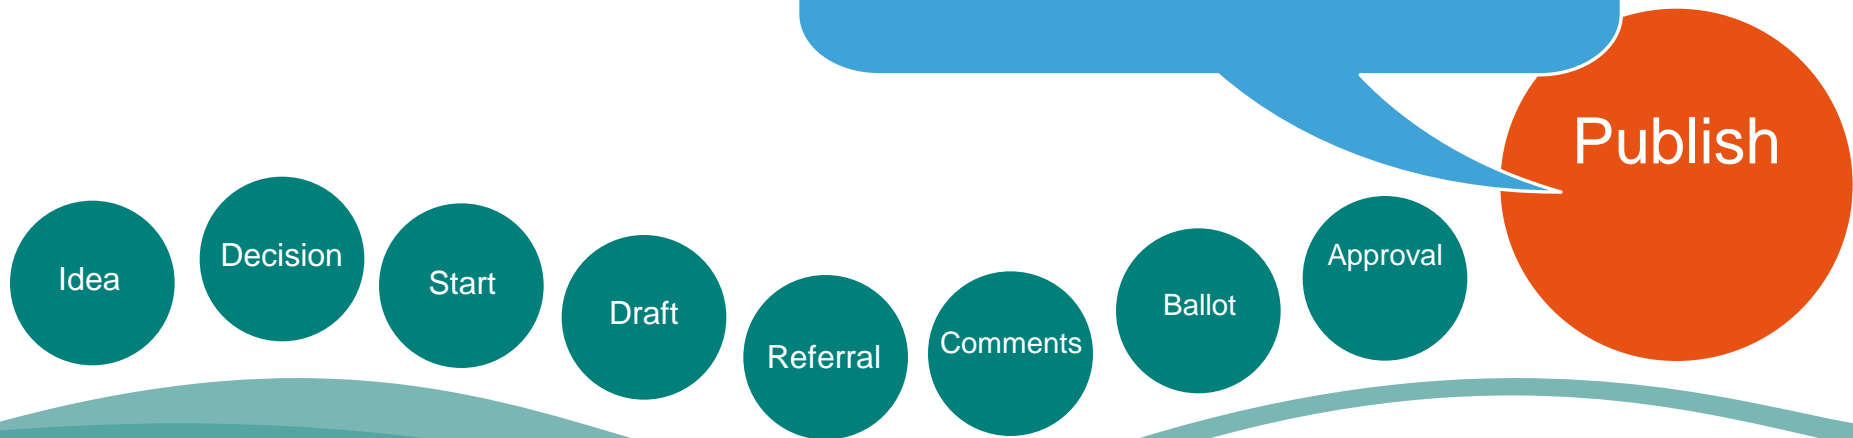 Idea
Decision
Start
Draft
Referral
Comments
Ballot
Approval
Publish